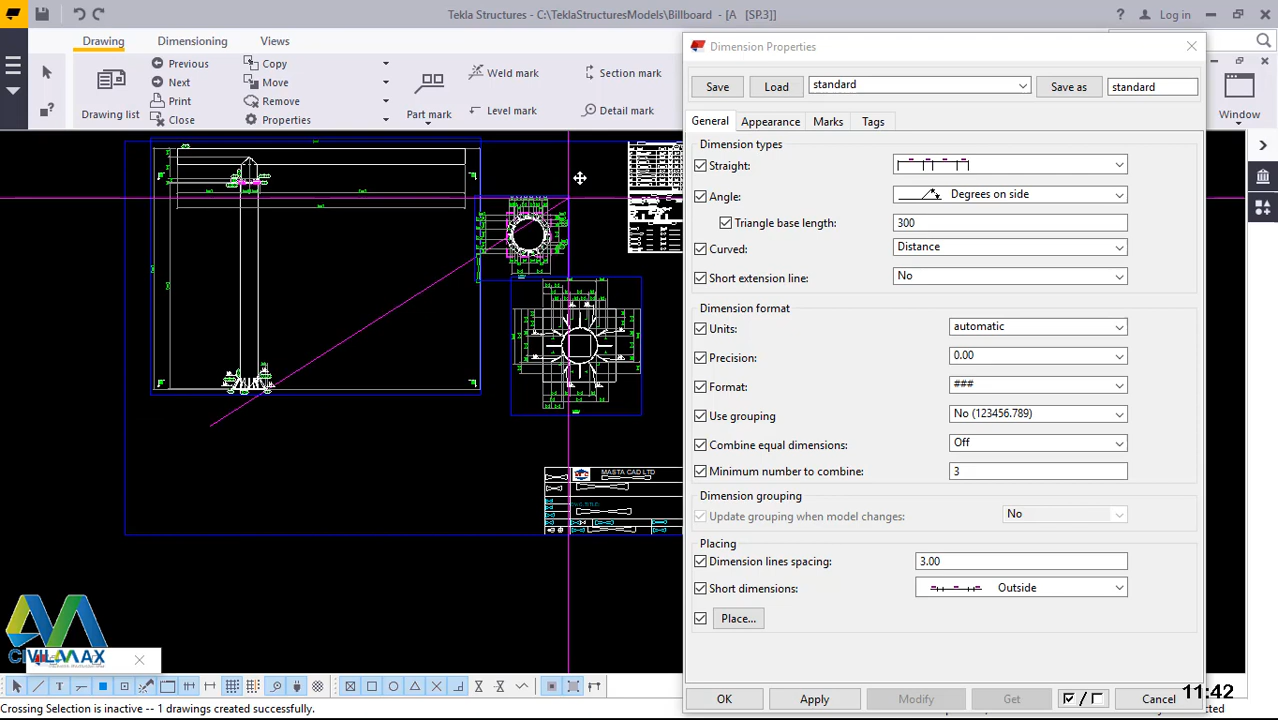 Tekla Structures - C:\TeklaStructuresModels\Billboard - [A [SP.3]]
? Log in
Drawing Dimensioning Views
Drawing list
Previous
Next
Print
Close
Copy
Move
Remove
Properties
Part mark
Weld mark
Level mark
Section mark
Detail mark
Window
Dimension Properties
Save Load standard Save as standard
General Appearance Marks Tags
Dimension types
Straight:
Angle: Degrees on side
Triangle base length: 300
Curved: Distance
Short extension line: No
Dimension format
Units: automatic
Precision: 0.00
Format: ###
Use grouping No (123456.789)
Combine equal dimensions: Off
Minimum number to combine: 3
Dimension grouping
Update grouping when model changes: No
Placing
Dimension lines spacing: 3.00
Short dimensions: Outside
Place...
OK Apply Modify Get Cancel
MASTA CAD LTD
CIVILMAX
11:42
Crossing Selection is inactive -- 1 drawings created successfully.